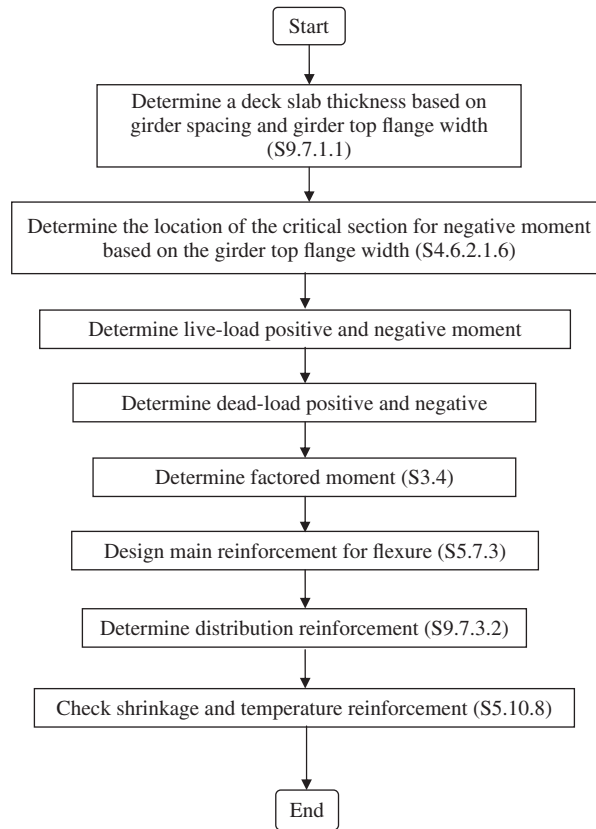 Start
Determine a deck slab thickness based on
girder spacing and girder top flange width
(S9.7.1.1)
Determine the location of the critical section for negative moment
based on the girder top flange width (S4.6.2.1.6)
Determine live-load positive and negative moment
Determine dead-load positive and negative
Determine factored moment (S3.4)
Design main reinforcement for flexure (S5.7.3)
Determine distribution reinforcement (S9.7.3.2)
Check shrinkage and temperature reinforcement (S5.10.8)
End